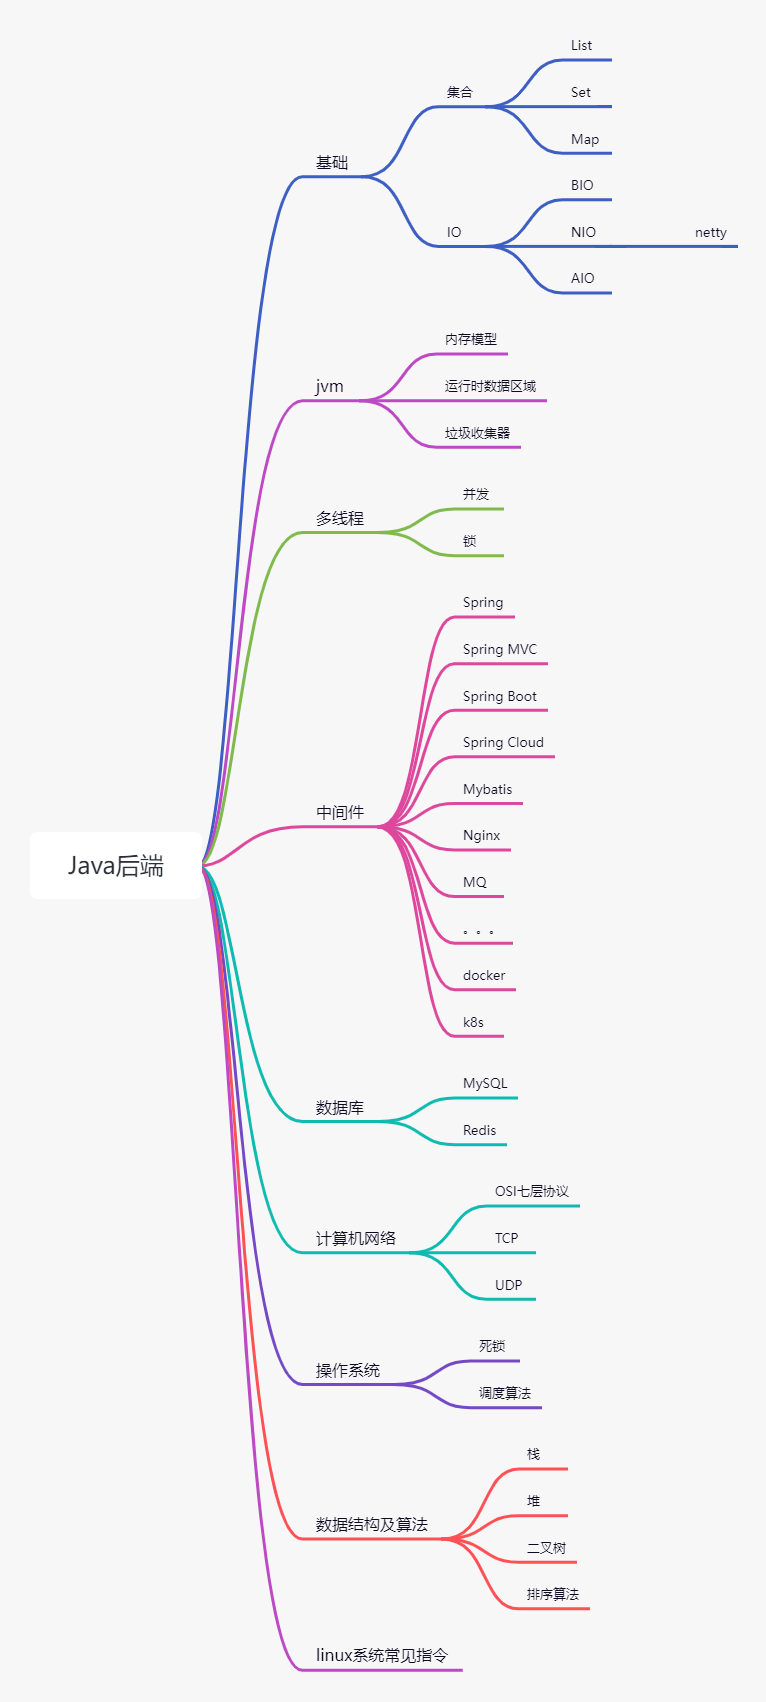 Java后端
基础
集合
List
Set
Map
IO
BIO
NIO
netty
AIO
jvm
内存模型
运行时数据区域
垃圾收集器
多线程
并发
锁
中间件
Spring
Spring MVC
Spring Boot
Spring Cloud
Mybatis
Nginx
MQ
。。。
docker
k8s
数据库
MySQL
Redis
计算机网络
OSI七层协议
TCP
UDP
操作系统
死锁
调度算法
数据结构及算法
栈
堆
二叉树
排序算法
linux系统常见指令